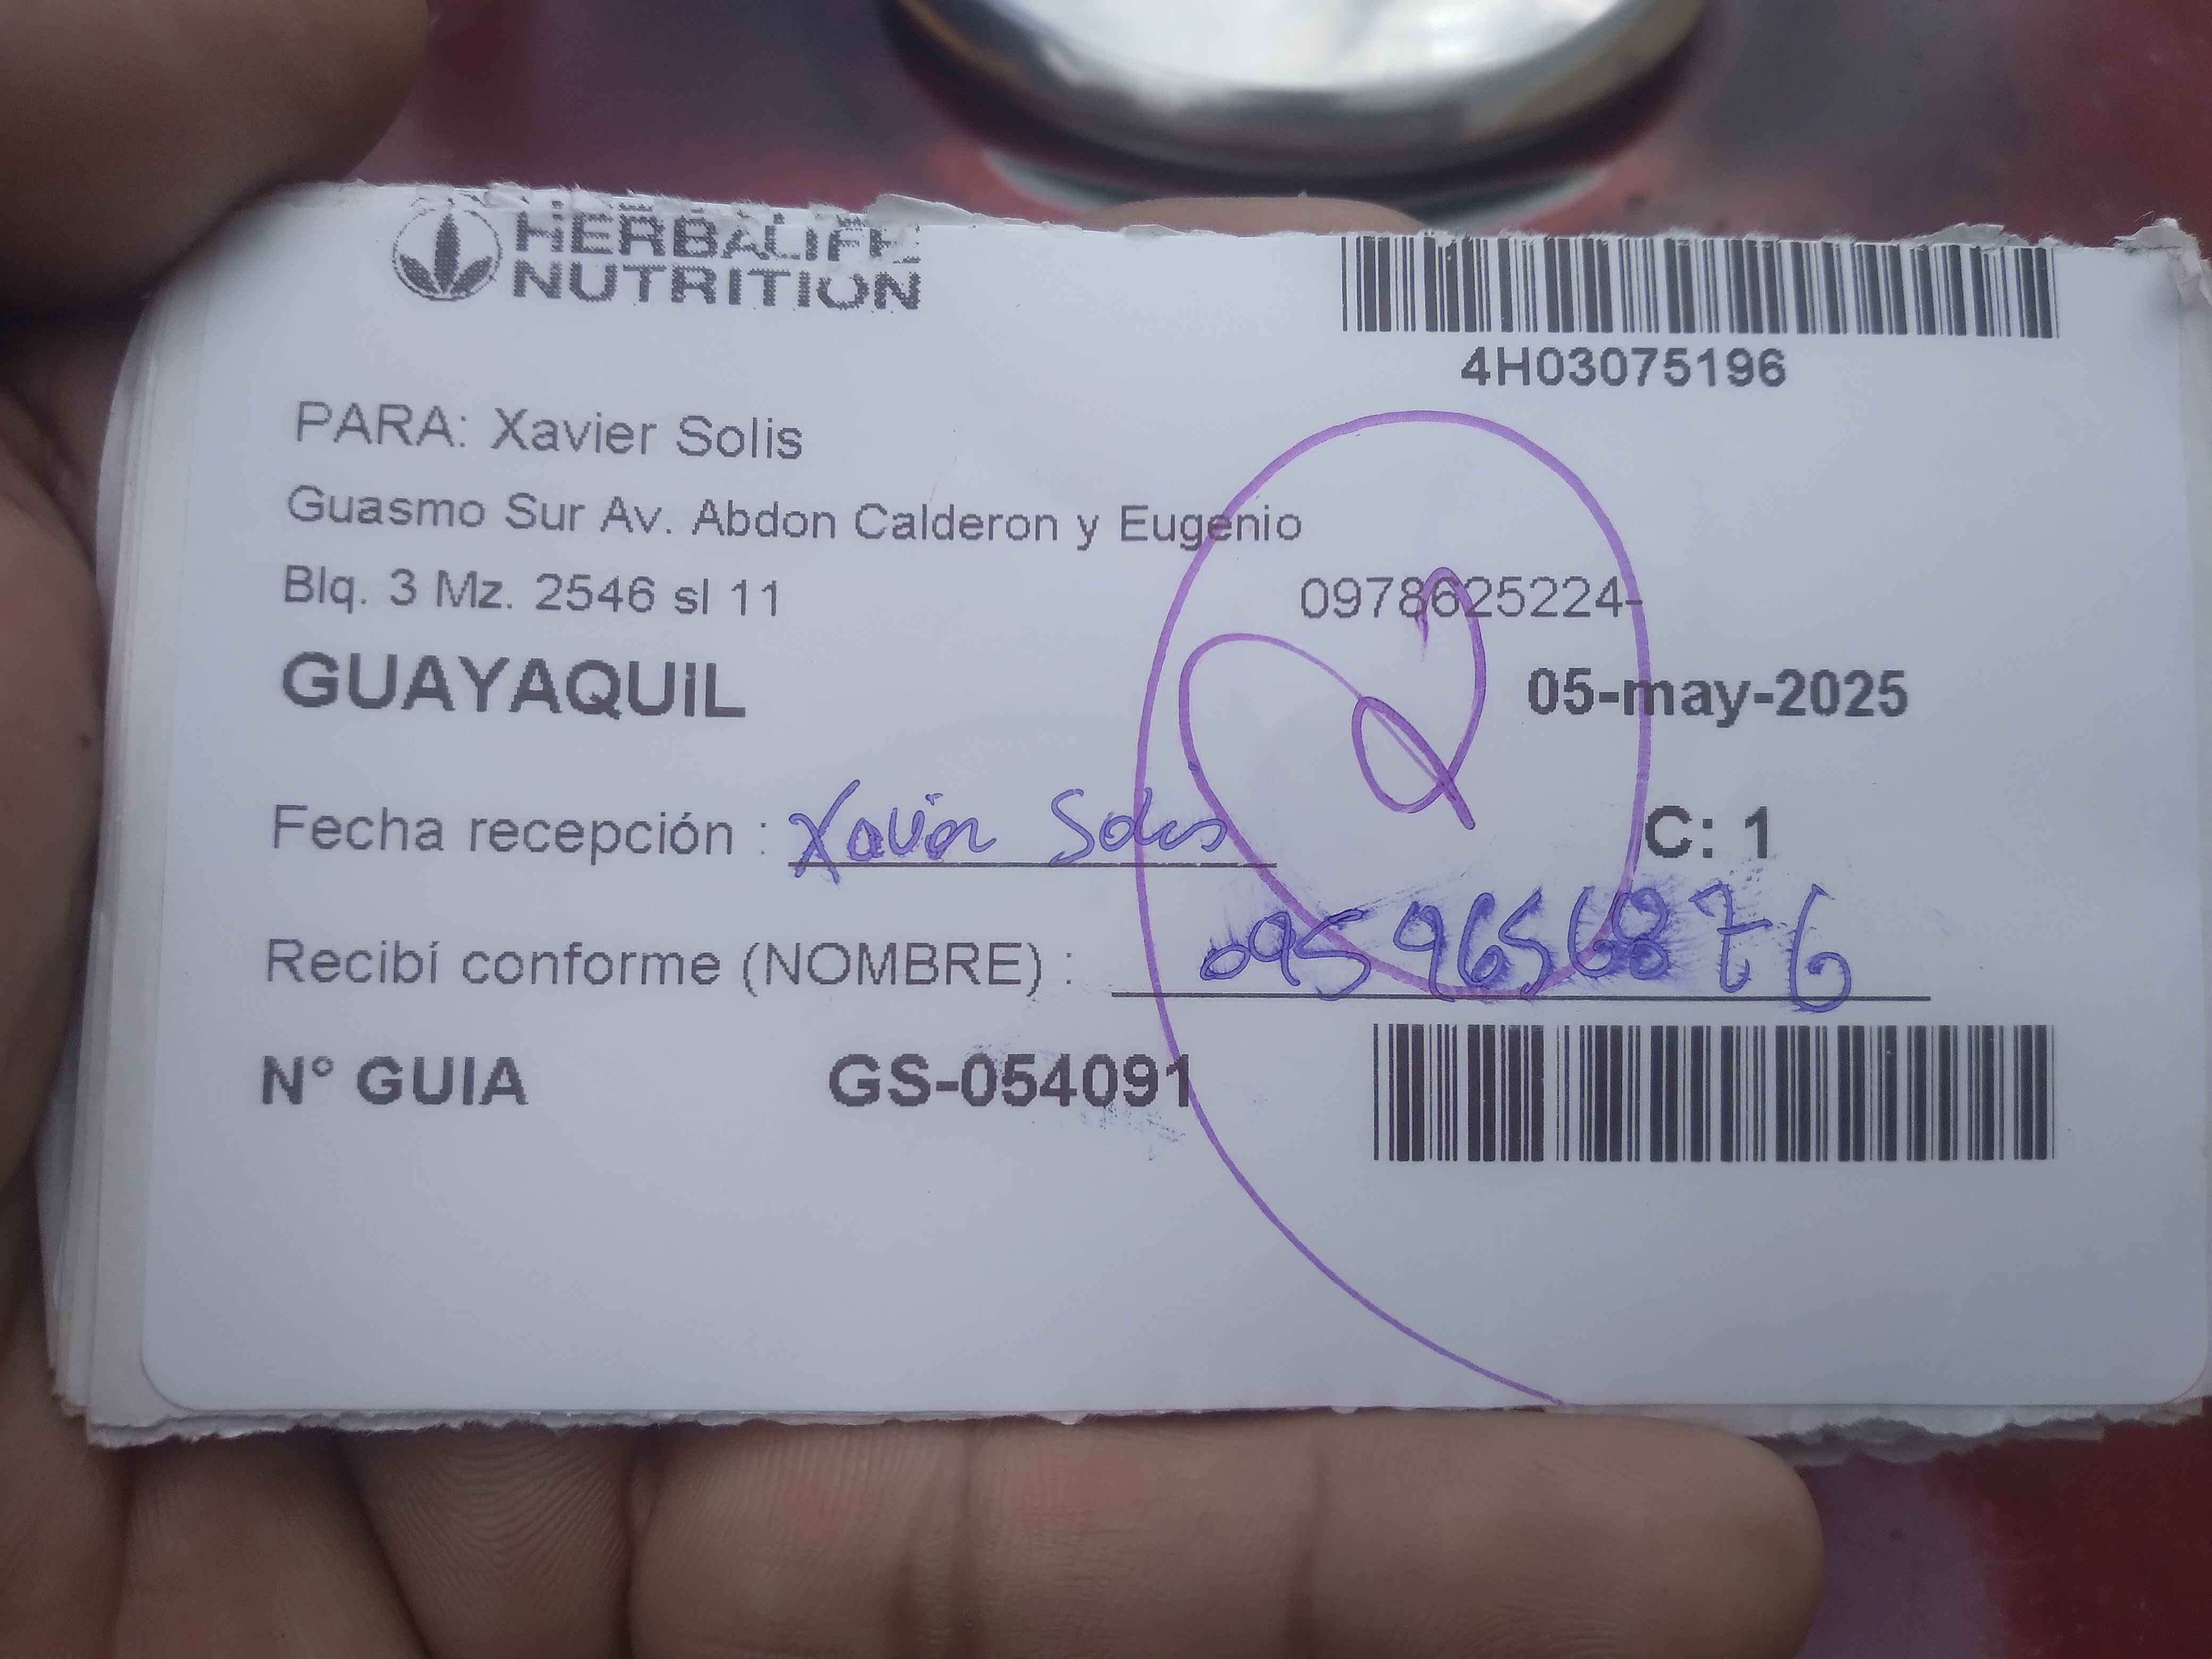 HERBALIFE
NUTRITION
4H03075196
PARA: Xavier Solis
Guasmo Sur Av. Abdon Calderon y Eugenio
Blq. 3 Mz. 2546 sl 11 0978625224-
GUAYAQUIL 05-may-2025
Fecha recepción : Xavier Solis C: 1
Recibí conforme (NOMBRE) : 0959656876
N° GUIA GS-054091